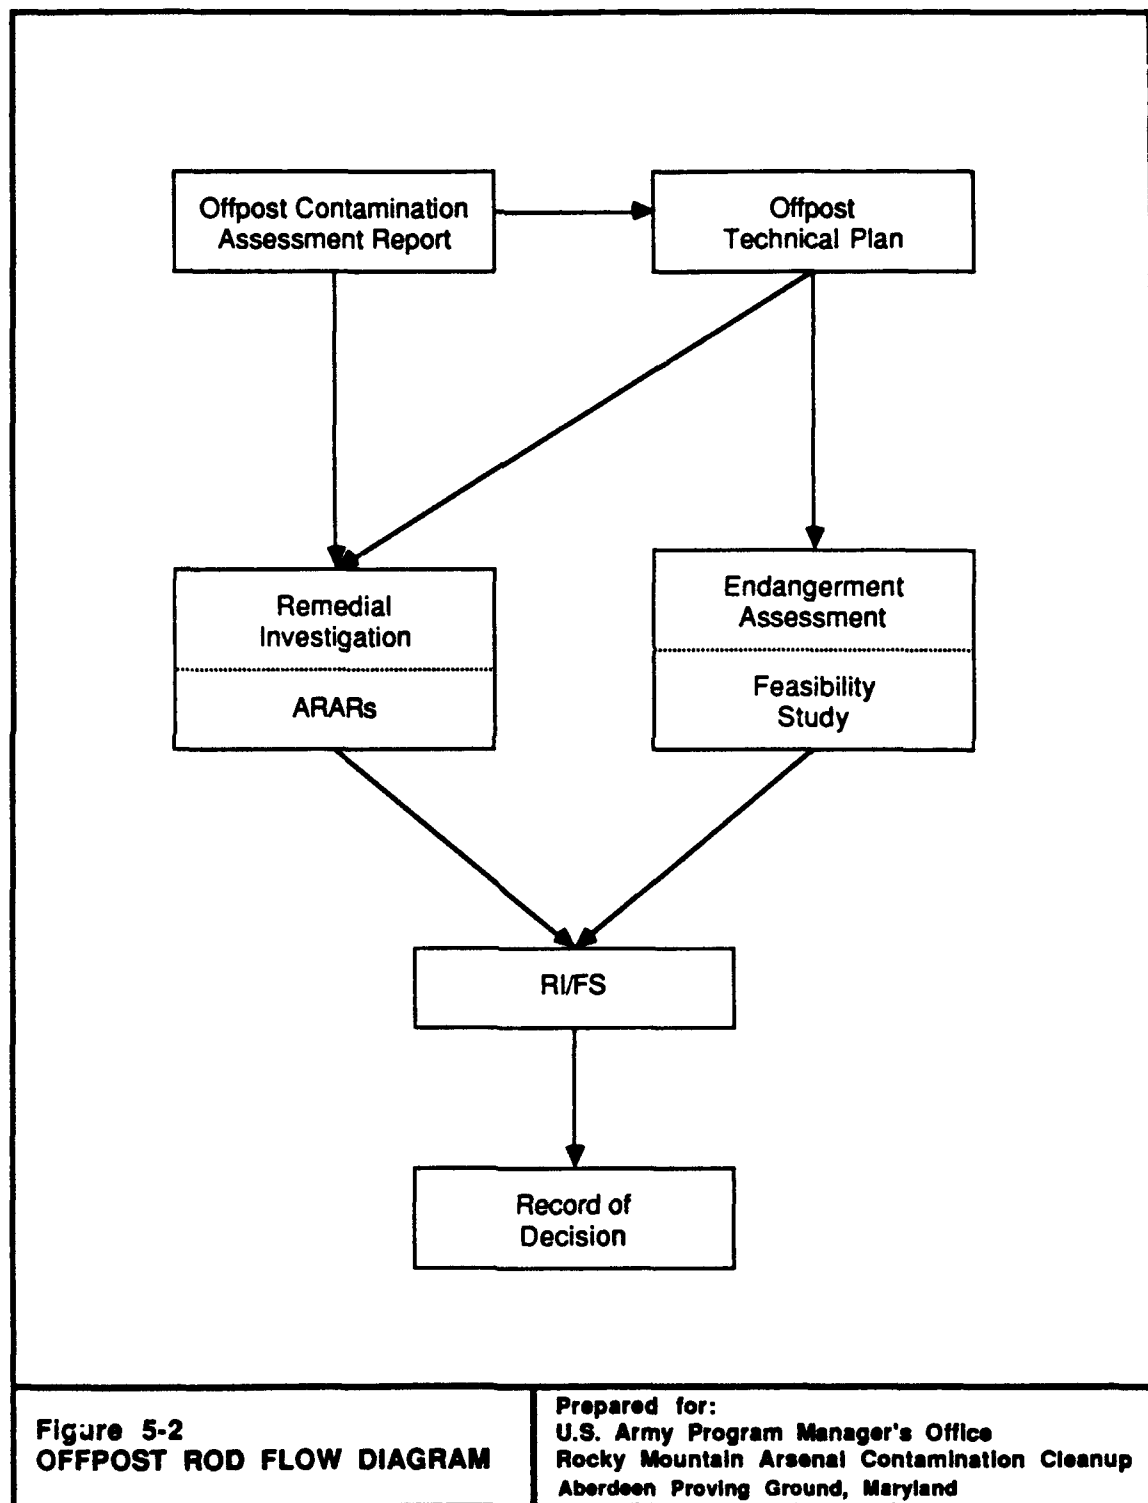 Offpost Contamination
Assessment Report
Offpost
Technical Plan
Remedial
Investigation
ARARs
Endangerment
Assessment
Feasibility
Study
RI/FS
Record of
Decision
Figure 5-2
OFFPOST ROD FLOW DIAGRAM
Prepared for:
U.S. Army Program Manager's Office
Rocky Mountain Arsenal Contamination Cleanup
Aberdeen Proving Ground, Maryland